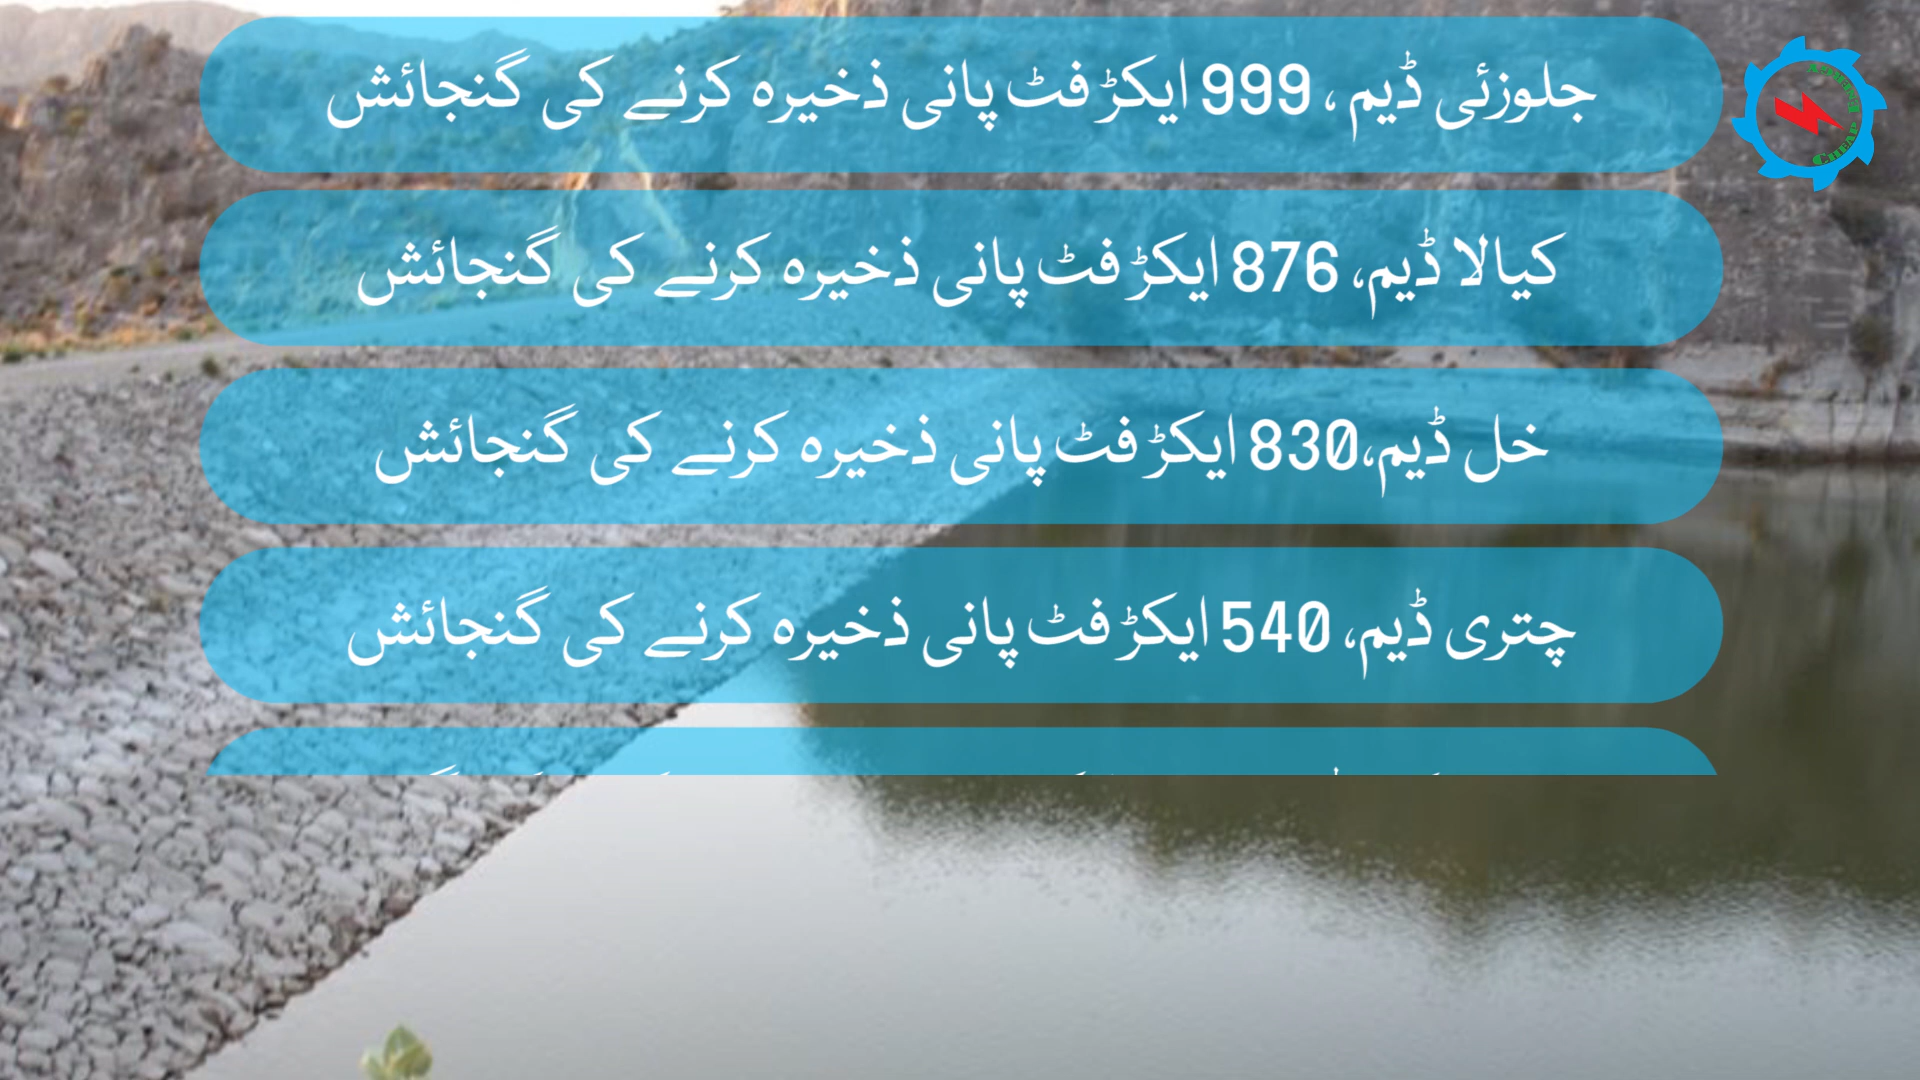 جلوزئی ڈیم ، 999 ایکڑ فٹ پانی ذخیرہ کرنے کی گنجائش
کیالا ڈیم، 876 ایکڑ فٹ پانی ذخیرہ کرنے کی گنجائش
خل ڈیم،830 ایکڑ فٹ پانی ذخیرہ کرنے کی گنجائش
چتری ڈیم، 540 ایکڑ فٹ پانی ذخیرہ کرنے کی گنجائش